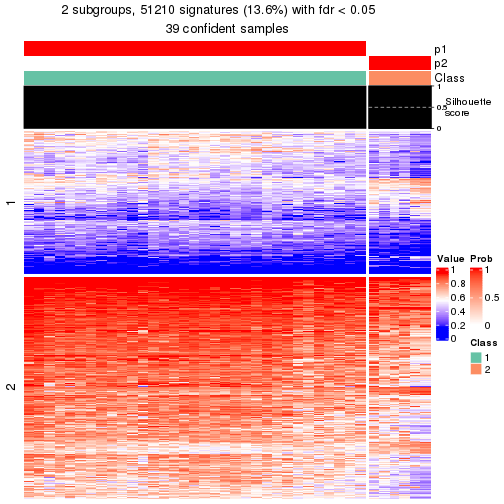 2 subgroups, 51210 signatures (13.6%) with fdr < 0.05
39 confident samples
p1
p2
Class
1
0.5
0
Silhouette
score
1
2
Value
1
0.8
0.6
0.4
0.2
0
Prob
1
0.5
0
Class
1
2